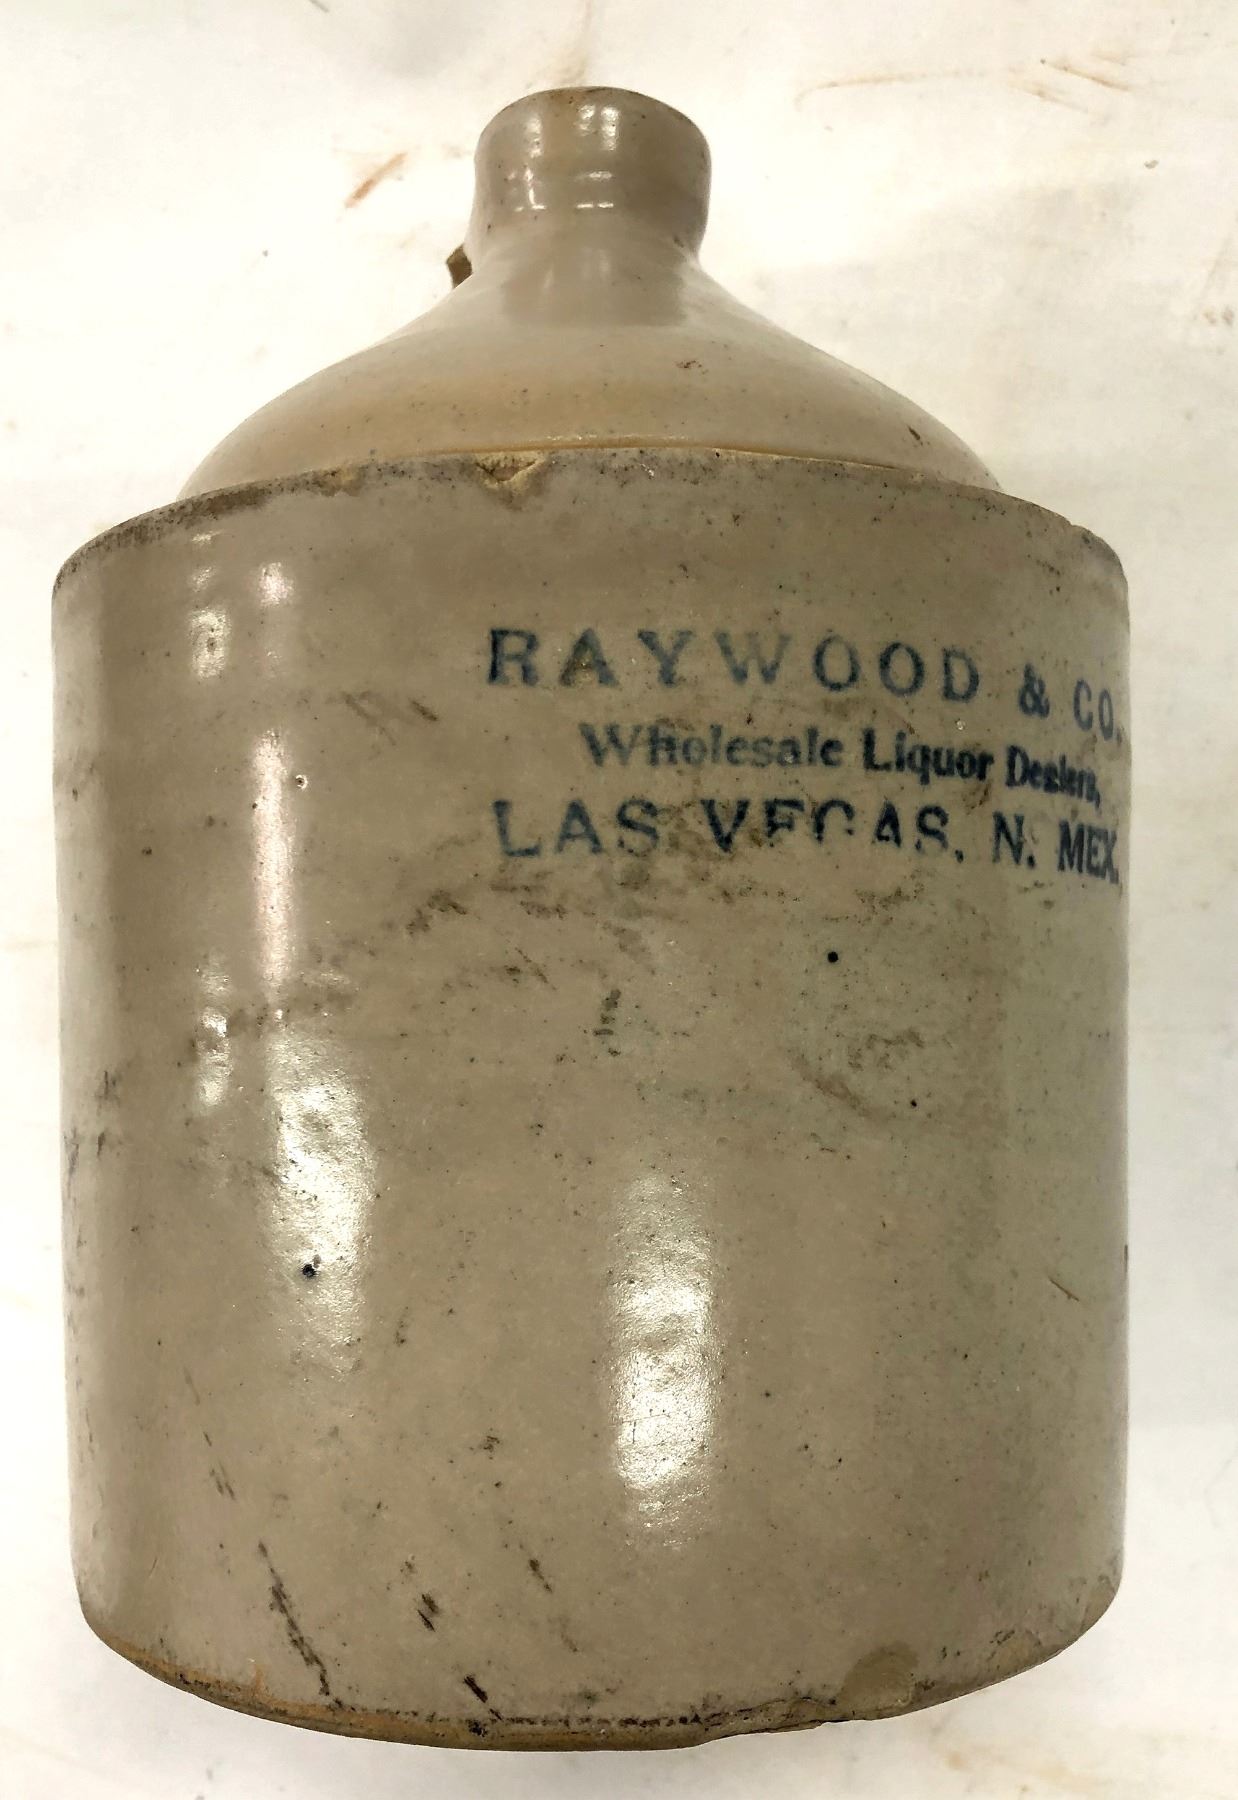 RAYWOOD & CO.
Wholesale Liquor Dealers,
LAS VEGAS, N. MEX.